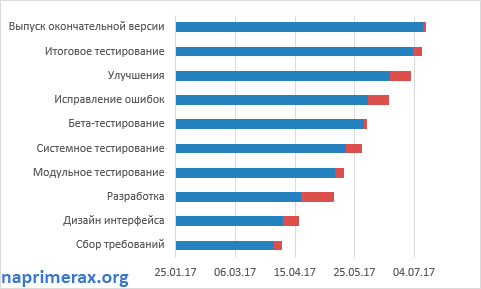 Выпуск окончательной версии
Итоговое тестирование
Улучшения
Исправление ошибок
Бета-тестирование
Системное тестирование
Модульное тестирование
Разработка
Дизайн интерфейса
Сбор требований
25.01.17 06.03.17 15.04.17 25.05.17 04.07.17
naprimerax.org